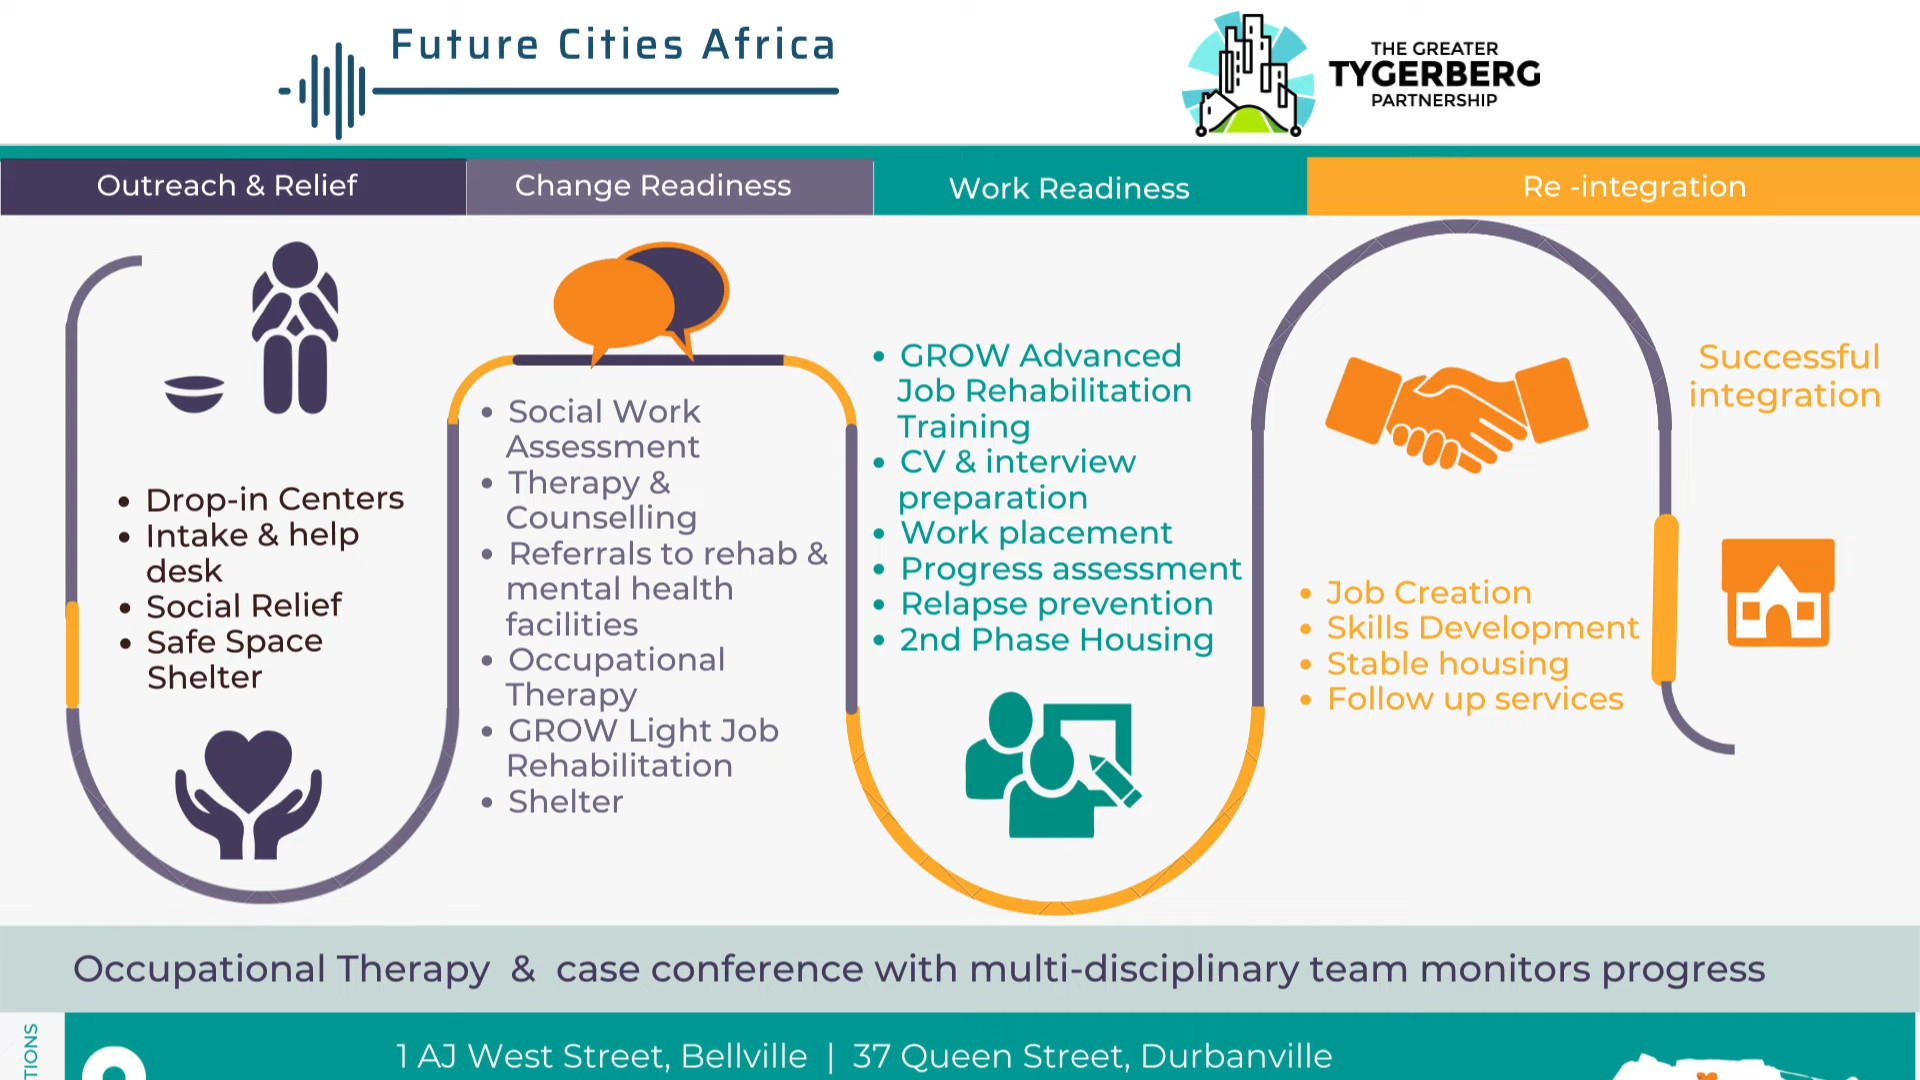 Future Cities Africa
THE GREATER
TYGERBERG
PARTNERSHIP
Outreach & Relief
Change Readiness
Work Readiness
Re -integration
• Drop-in Centers
• Intake & help
desk
• Social Relief
• Safe Space
Shelter
• Social Work
Assessment
• Therapy &
Counselling
• Referrals to rehab &
mental health
facilities
• Occupational
Therapy
• GROW Light Job
Rehabilitation
• Shelter
• GROW Advanced
Job Rehabilitation
Training
• CV & interview
preparation
• Work placement
• Progress assessment
• Relapse prevention
• 2nd Phase Housing
• Job Creation
• Skills Development
• Stable housing
• Follow up services
Successful
integration
Occupational Therapy & case conference with multi-disciplinary team monitors progress
1 AJ West Street, Bellville | 37 Queen Street, Durbanville